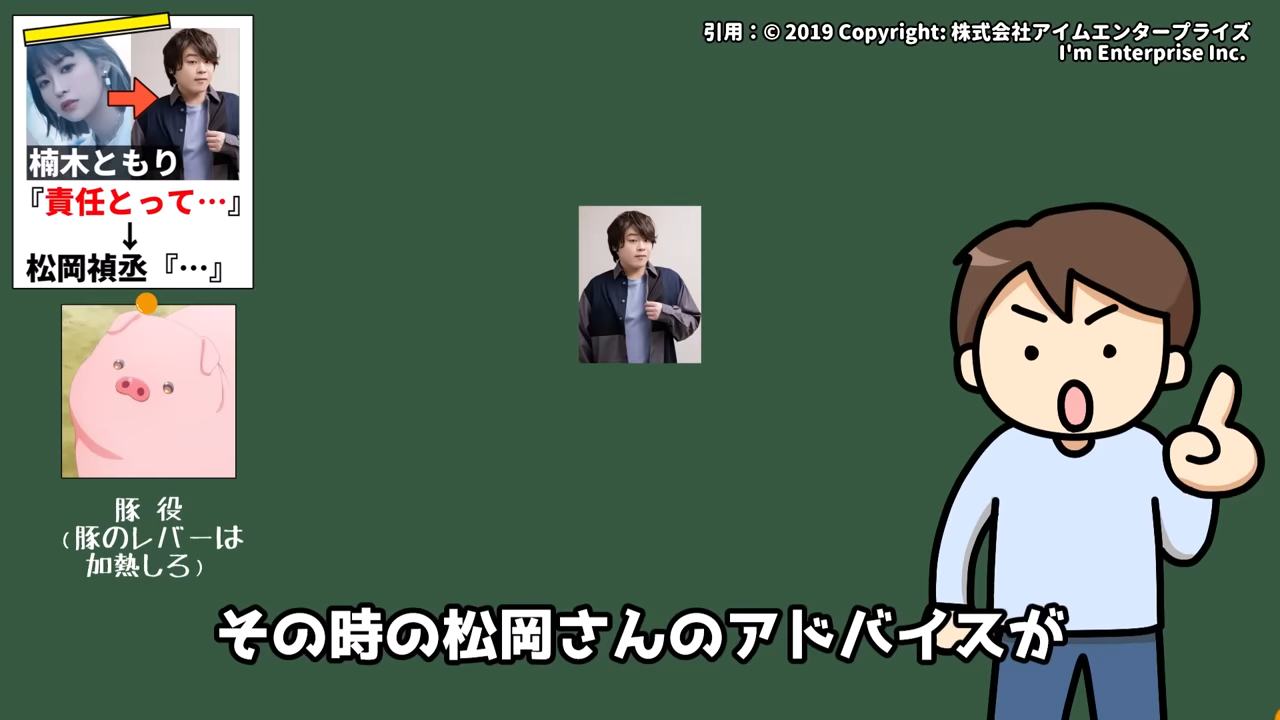 引用：© 2019 Copyright: 株式会社アイムエンタープライズ
I'm Enterprise Inc.
楠木ともり
『責任とって…』
↓
松岡禎丞『…』
豚 役
(豚のレバーは
加熱しろ)
その時の松岡さんのアドバイスが